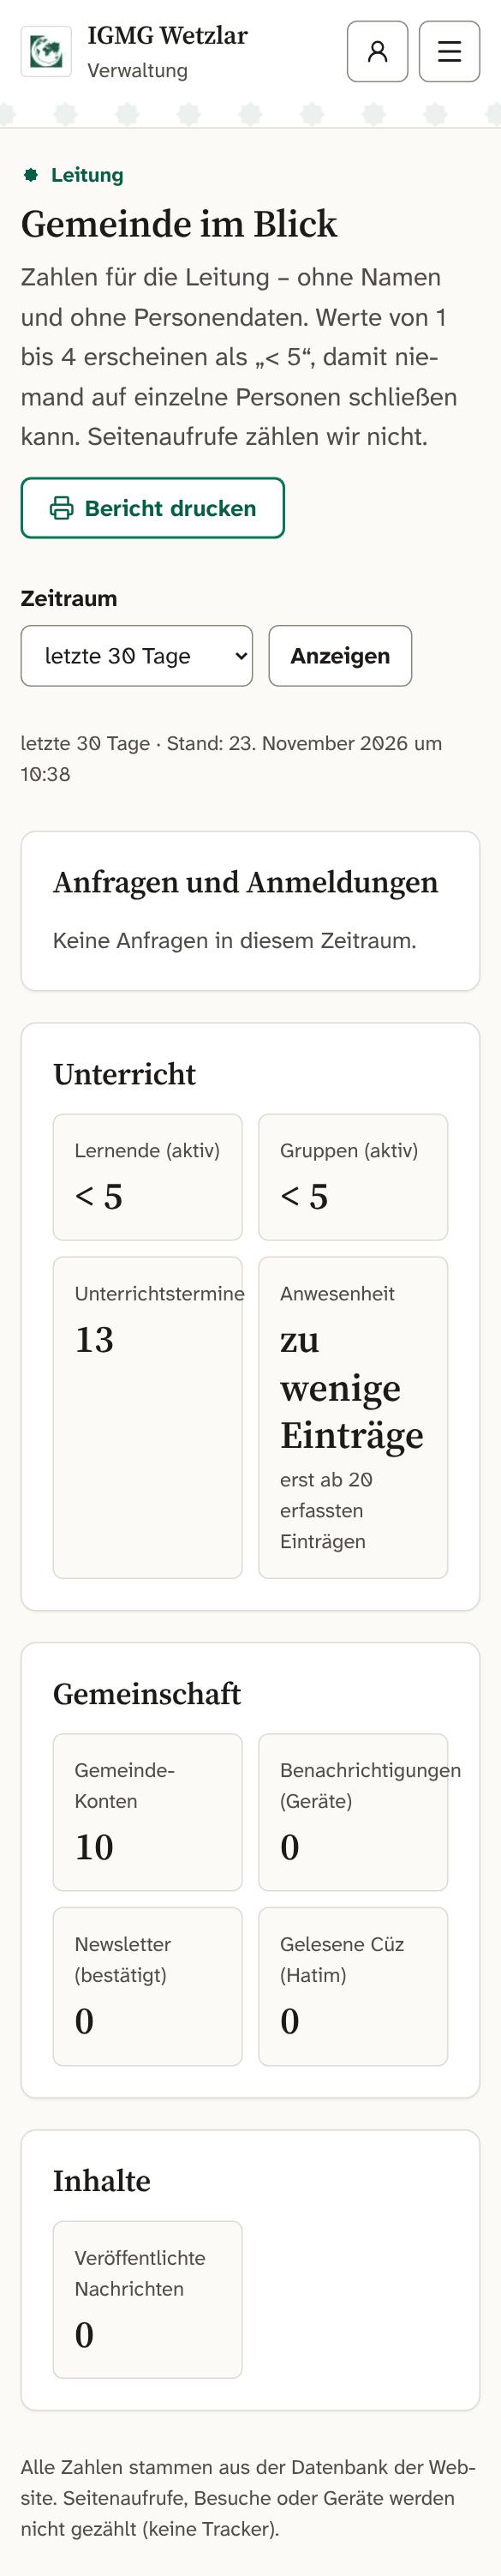 IGMG Wetzlar
Verwaltung
Leitung
Gemeinde im Blick
Zahlen für die Leitung – ohne Namen
und ohne Personendaten. Werte von 1
bis 4 erscheinen als „< 5“, damit nie-
mand auf einzelne Personen schließen
kann. Seitenaufrufe zählen wir nicht.
Bericht drucken
Zeitraum
letzte 30 Tage
Anzeigen
letzte 30 Tage · Stand: 23. November 2026 um
10:38
Anfragen und Anmeldungen
Keine Anfragen in diesem Zeitraum.
Unterricht
Lernende (aktiv)
< 5
Gruppen (aktiv)
< 5
Unterrichtstermine
13
Anwesenheit
zu
wenige
Einträge
erst ab 20
erfassten
Einträgen
Gemeinschaft
Gemeinde-
Konten
10
Benachrichtigungen
(Geräte)
0
Newsletter
(bestätigt)
0
Gelesene Cüz
(Hatim)
0
Inhalte
Veröffentlichte
Nachrichten
0
Alle Zahlen stammen aus der Datenbank der Web-
site. Seitenaufrufe, Besuche oder Geräte werden
nicht gezählt (keine Tracker).